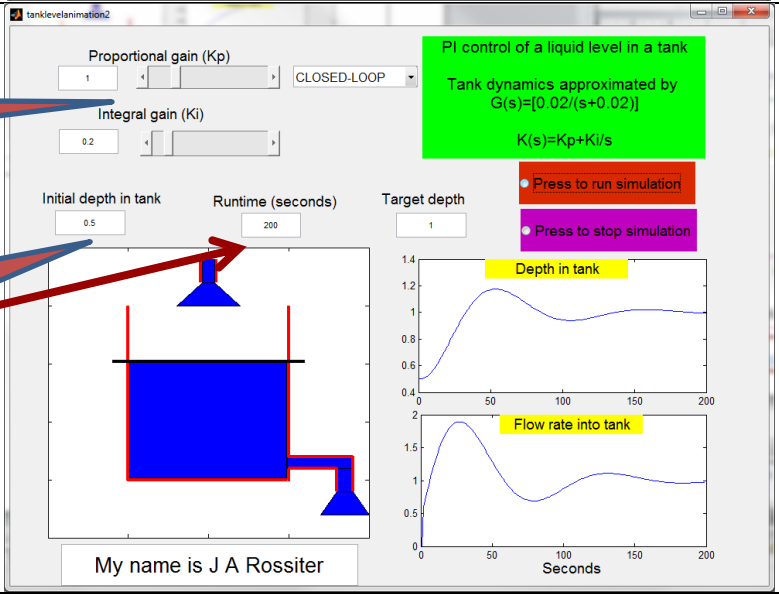 tanklevelanimation2
Proportional gain (Kp)
1
CLOSED-LOOP
Integral gain (Ki)
0.2
PI control of a liquid level in a tank
Tank dynamics approximated by
G(s)=[0.02/(s+0.02)]
K(s)=Kp+Ki/s
Press to run simulation
Press to stop simulation
Initial depth in tank
0.5
Runtime (seconds)
200
Target depth
1
Depth in tank
1.4
1.2
1
0.8
0.6
0.4
0 50 100 150 200
Flow rate into tank
2
1.5
1
0.5
0
0 50 100 150 200
Seconds
My name is J A Rossiter